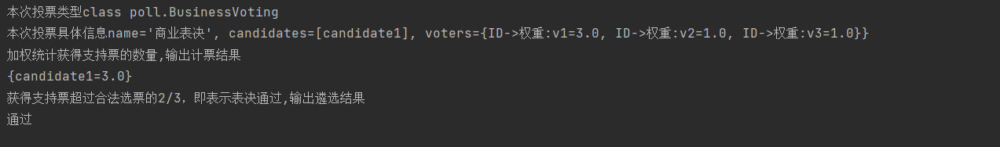 本次投票类型class poll.BusinessVoting
本次投票具体信息name='商业表决', candidates=[candidate1], voters={ID->权重:v1=3.0, ID->权重:v2=1.0, ID->权重:v3=1.0}}
加权统计获得支持票的数量,输出计票结果
{candidate1=3.0}
获得支持票超过合法选票的2/3，即表示表决通过,输出遴选结果
通过